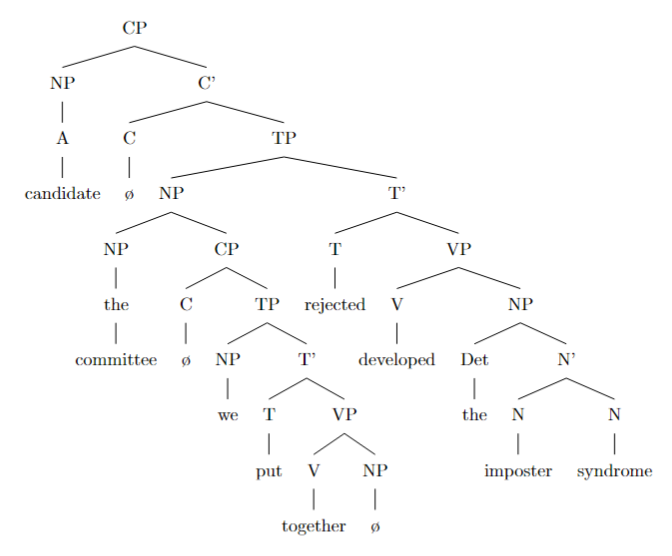 CP
NP C'
A C TP
candidate ø NP T'
NP CP T VP
the C TP rejected V NP
committee ø NP T' developed Det N'
we T VP the N N
put V NP imposter syndrome
together ø